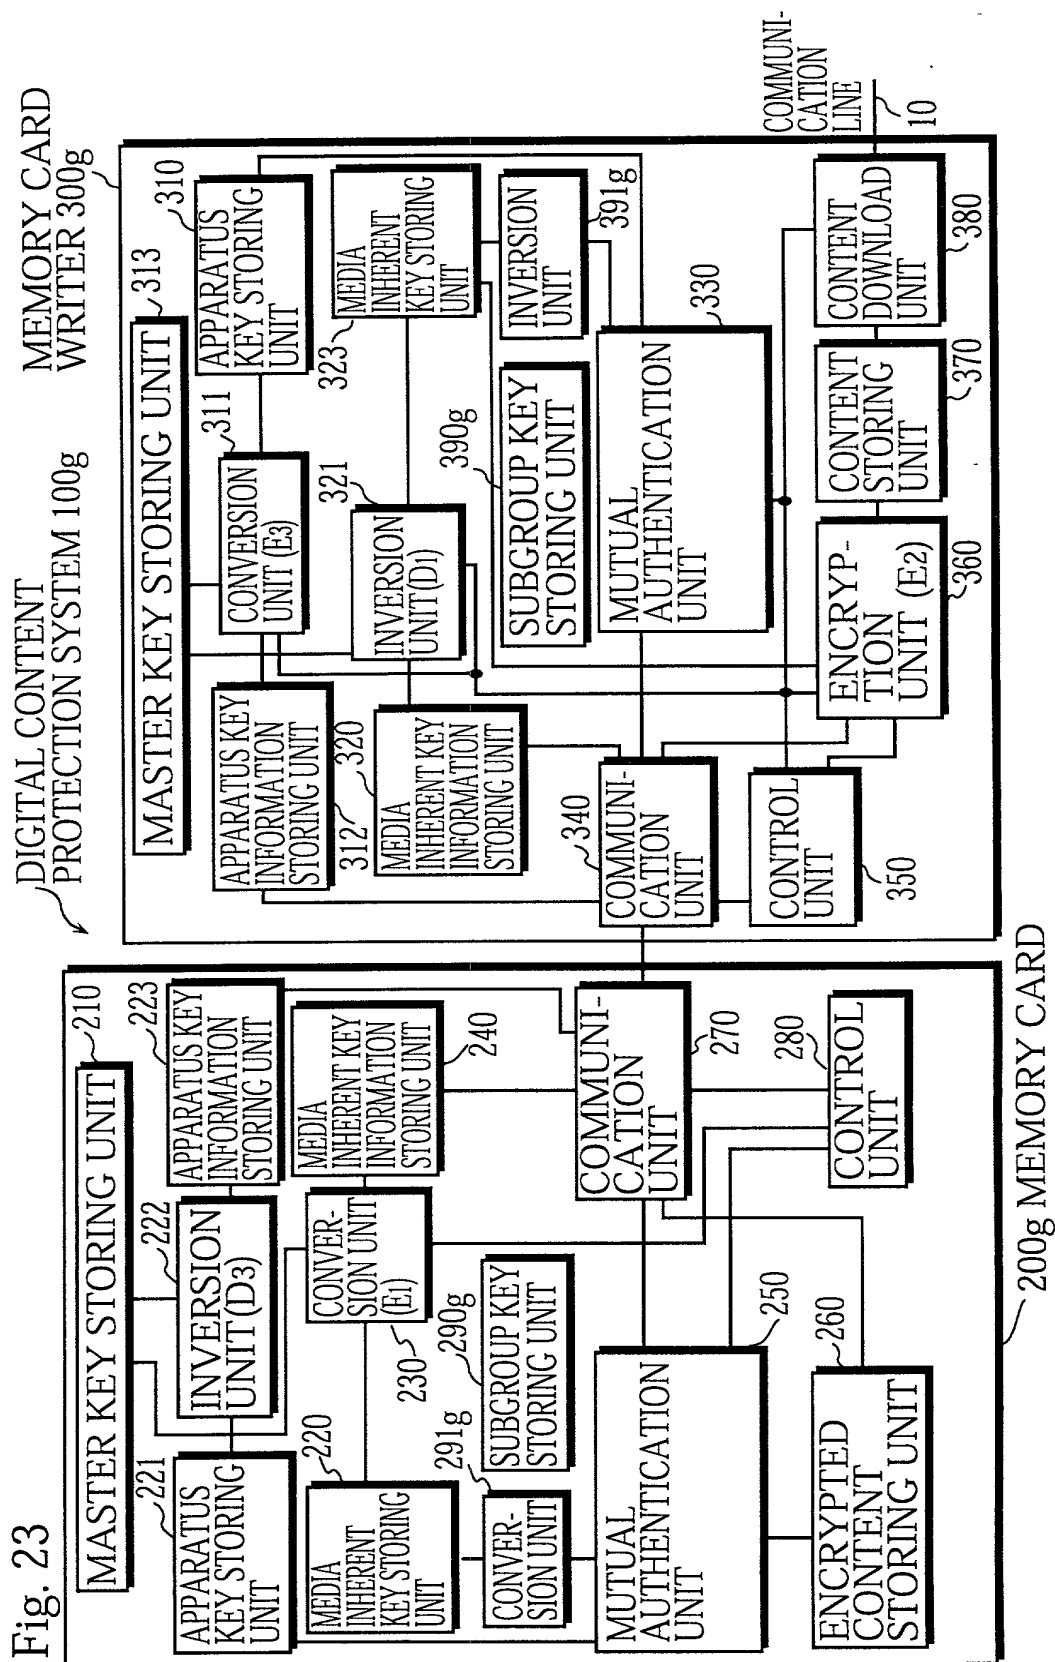 Fig. 23
DIGITAL CONTENT
PROTECTION SYSTEM 100g
MASTER KEY STORING UNIT
210
APPARATUS
KEY STORING
UNIT
221
INVERSION
UNIT (D3)
222
APPARATUS KEY
INFORMATION
STORING UNIT
223
MEDIA
INHERENT
KEY STORING
UNIT
220
CONVER-
SION UNIT
(E1)
230
MEDIA
INHERENT KEY
INFORMATION
STORING UNIT
240
CONVER-
SION UNIT
291g
SUBGROUP KEY
STORING UNIT
290g
MUTUAL
AUTHENTICATION
UNIT
250
COMMUNI-
CATION
UNIT
270
ENCRYPTED
CONTENT
STORING UNIT
260
CONTROL
UNIT
280
200g MEMORY CARD
MEMORY CARD
WRITER 300g
MASTER KEY STORING UNIT
313
APPARATUS KEY
INFORMATION
STORING UNIT
312
CONVERSION
UNIT (E3)
311
APPARATUS
KEY STORING
UNIT
310
MEDIA
INHERENT KEY
INFORMATION
STORING UNIT
320
INVERSION
UNIT (D1)
321
MEDIA
INHERENT
KEY STORING
UNIT
323
SUBGROUP KEY
STORING UNIT
390g
INVERSION
UNIT
391g
COMMUNI-
CATION
UNIT
340
MUTUAL
AUTHENTICATION
UNIT
330
CONTROL
UNIT
350
ENCRYP-
TION
UNIT (E2)
360
CONTENT
STORING
UNIT
370
CONTENT
DOWNLOAD
UNIT
380
COMMUNI-
CATION
LINE
10